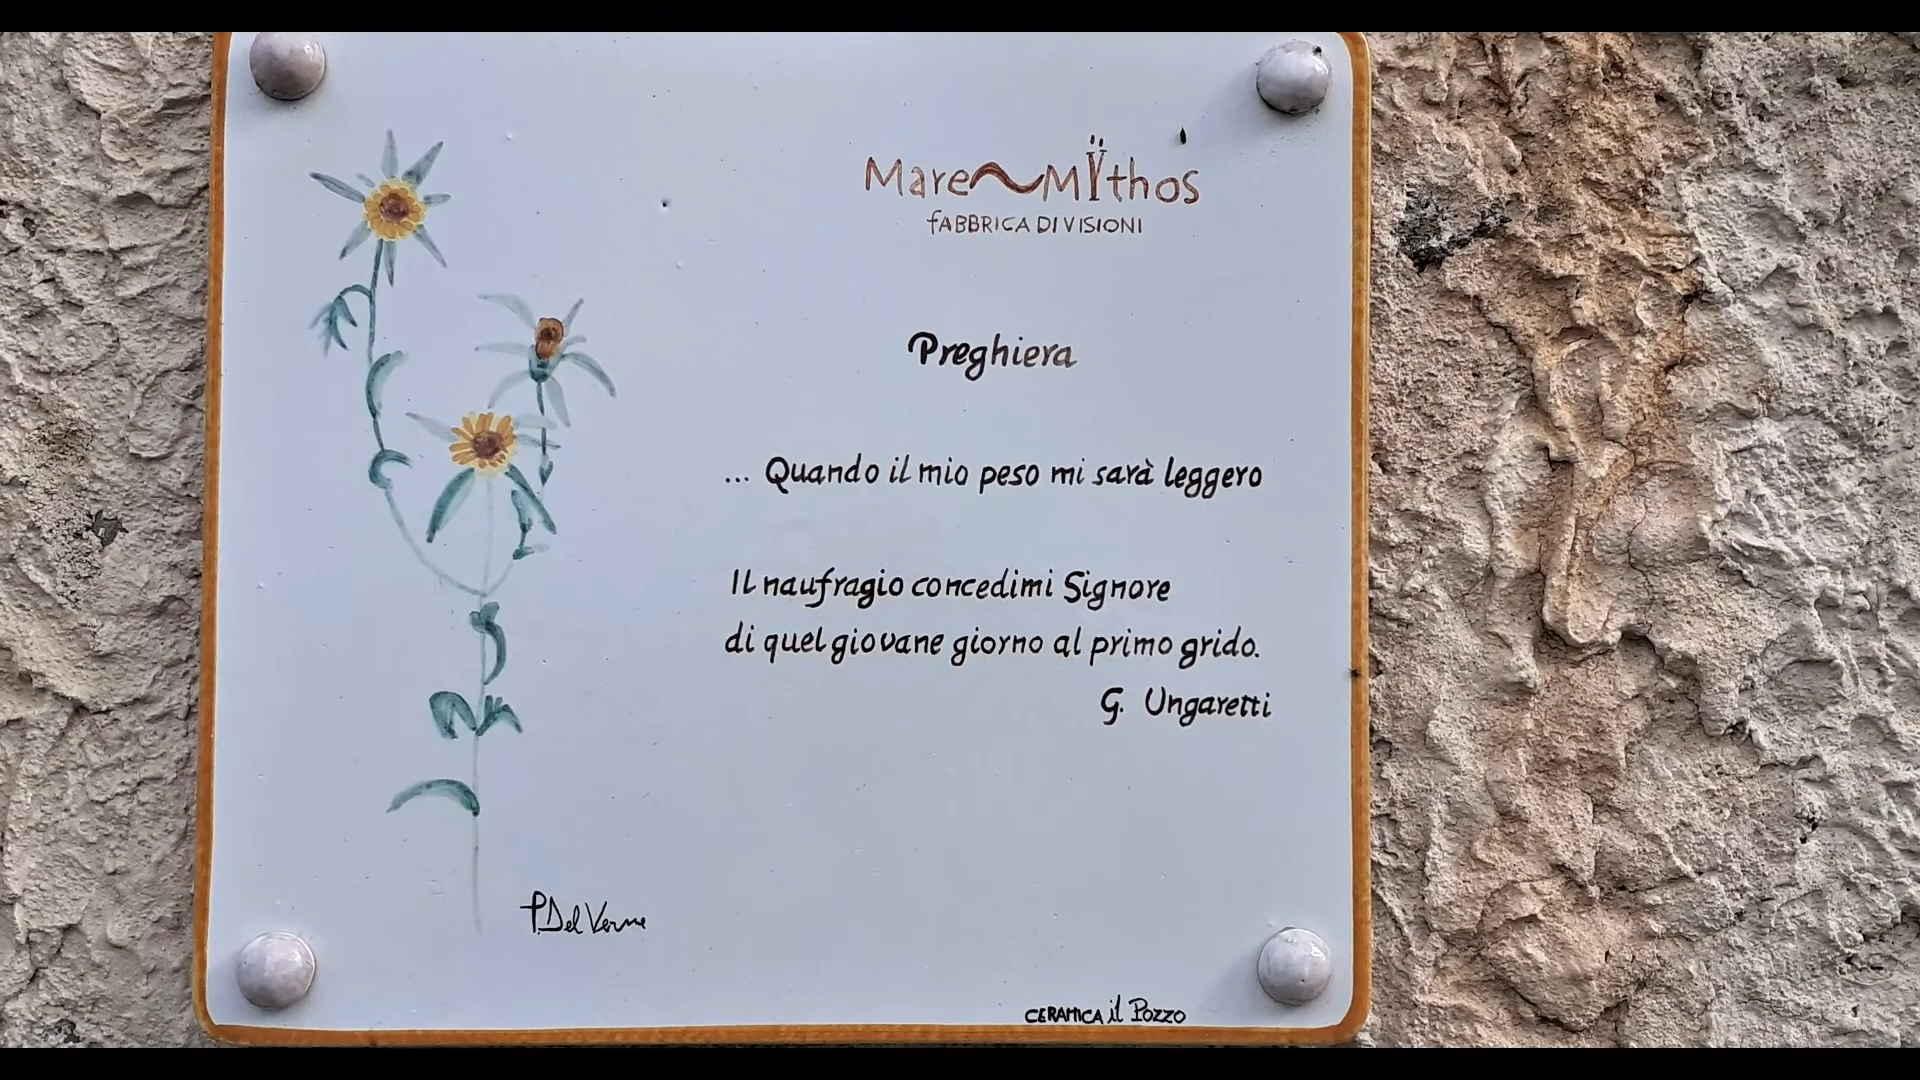 Mare~Mÿthos
fABBRICA DI VISIONI
Preghiera
... Quando il mio peso mi sarà leggero
Il naufragio concedimi Signore
di quel giovane giorno al primo grido.
G. Ungaretti
P. Del Verme
CERAMICA il POZZO